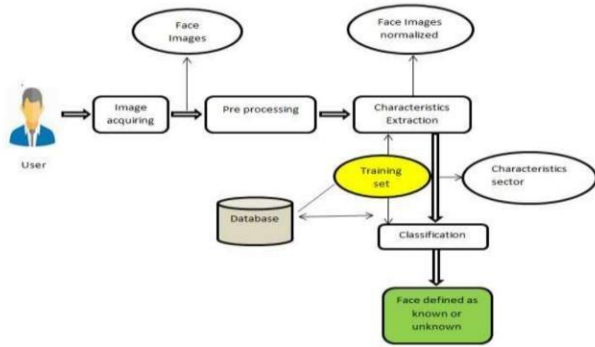 Face
Images
Face Images
normalized
Image
acquiring
Pre processing
Characteristics
Extraction
User
Training
set
Characteristics
sector
Database
Classification
Face defined as
known or
unknown